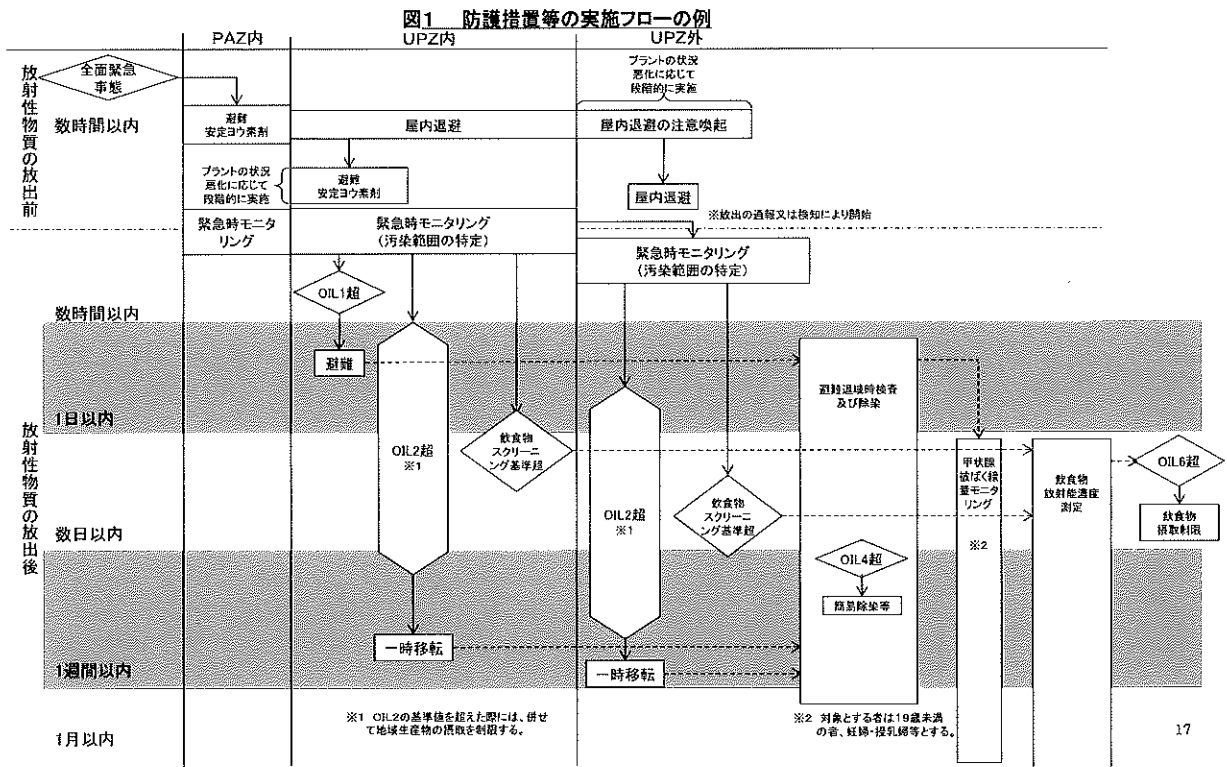 図1　防護措置等の実施フローの例
PAZ内
UPZ内
UPZ外
放射性物質の放出前
全面緊急
事態
プラントの状況
悪化に応じて
段階的に実施
数時間以内
避難
安定ヨウ素剤
屋内退避
屋内退避の注意喚起
プラントの状況
悪化に応じて
段階的に実施
避難
安定ヨウ素剤
屋内退避
※放出の通報又は検知により開始
緊急時モニタ
リング
緊急時モニタリング
(汚染範囲の特定)
緊急時モニタリング
(汚染範囲の特定)
放射性物質の放出後
OIL1超
数時間以内
避難
避難退域時検査
及び除染
1日以内
OIL2超
※1
飲食物
スクリーニ
ング基準超
OIL2超
※1
飲食物
スクリーニ
ング基準超
甲状腺
被ばく線
量モニタ
リング
※2
飲食物
放射能濃度
測定
OIL6超
飲食物
摂取制限
数日以内
OIL4超
簡易除染等
一時移転
一時移転
1週間以内
※1 OIL2の基準値を超えた際には、併せ
て地域生産物の摂取を制限する。
※2 対象とする者は19歳未満
の者、妊婦・授乳婦等とする。
1月以内
17